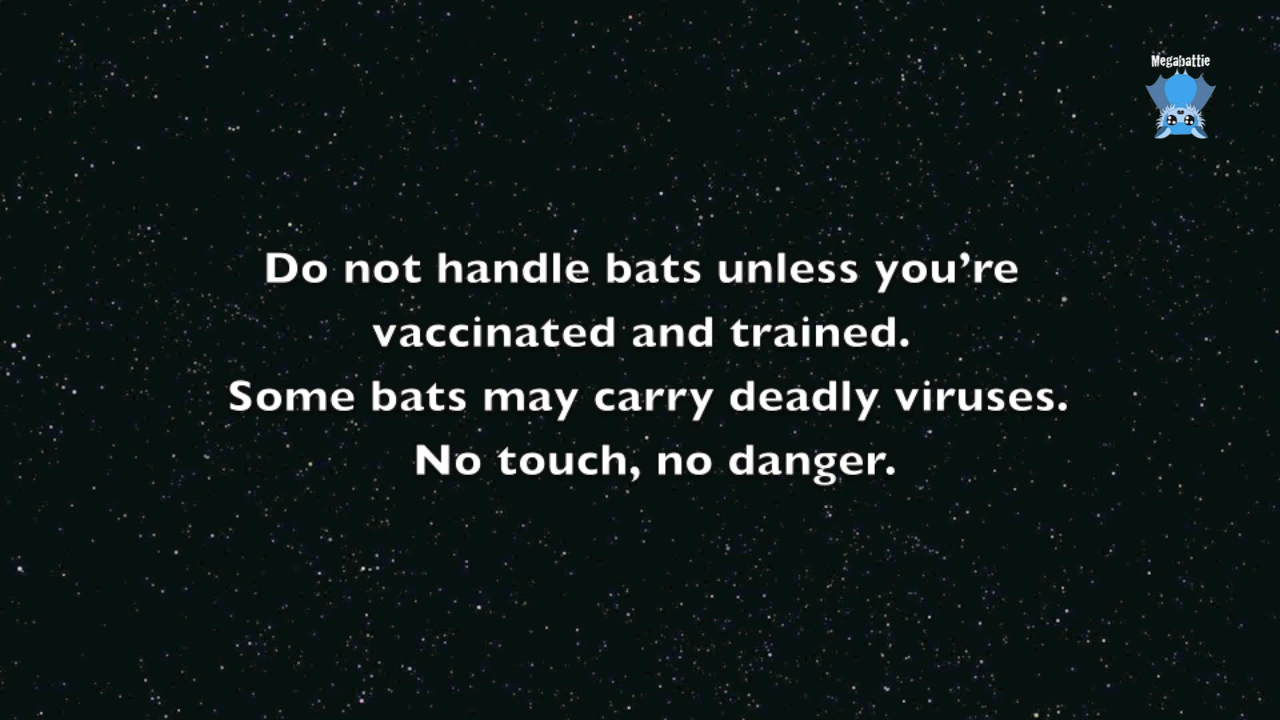 Megabattie
Do not handle bats unless you’re
vaccinated and trained.
Some bats may carry deadly viruses.
No touch, no danger.